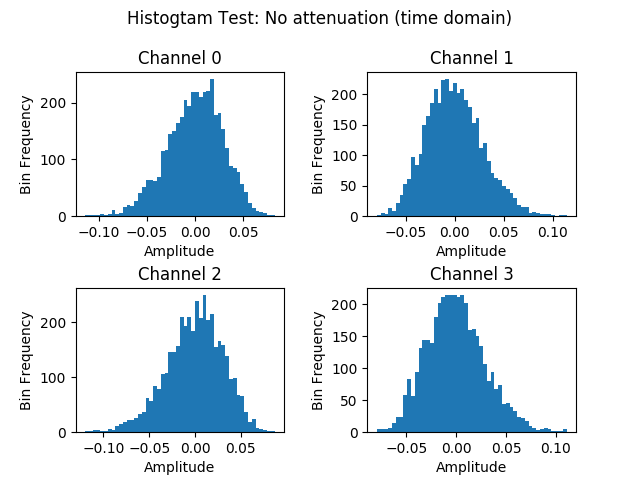 Histogtam Test: No attenuation (time domain)
Channel 0
Channel 1
Bin Frequency
200
100
0
−0.10 −0.05 0.00 0.05
Amplitude
Bin Frequency
200
150
100
50
0
−0.05 0.00 0.05 0.10
Amplitude
Channel 2
Channel 3
Bin Frequency
200
100
0
−0.10 −0.05 0.00 0.05
Amplitude
Bin Frequency
200
150
100
50
0
−0.05 0.00 0.05 0.10
Amplitude